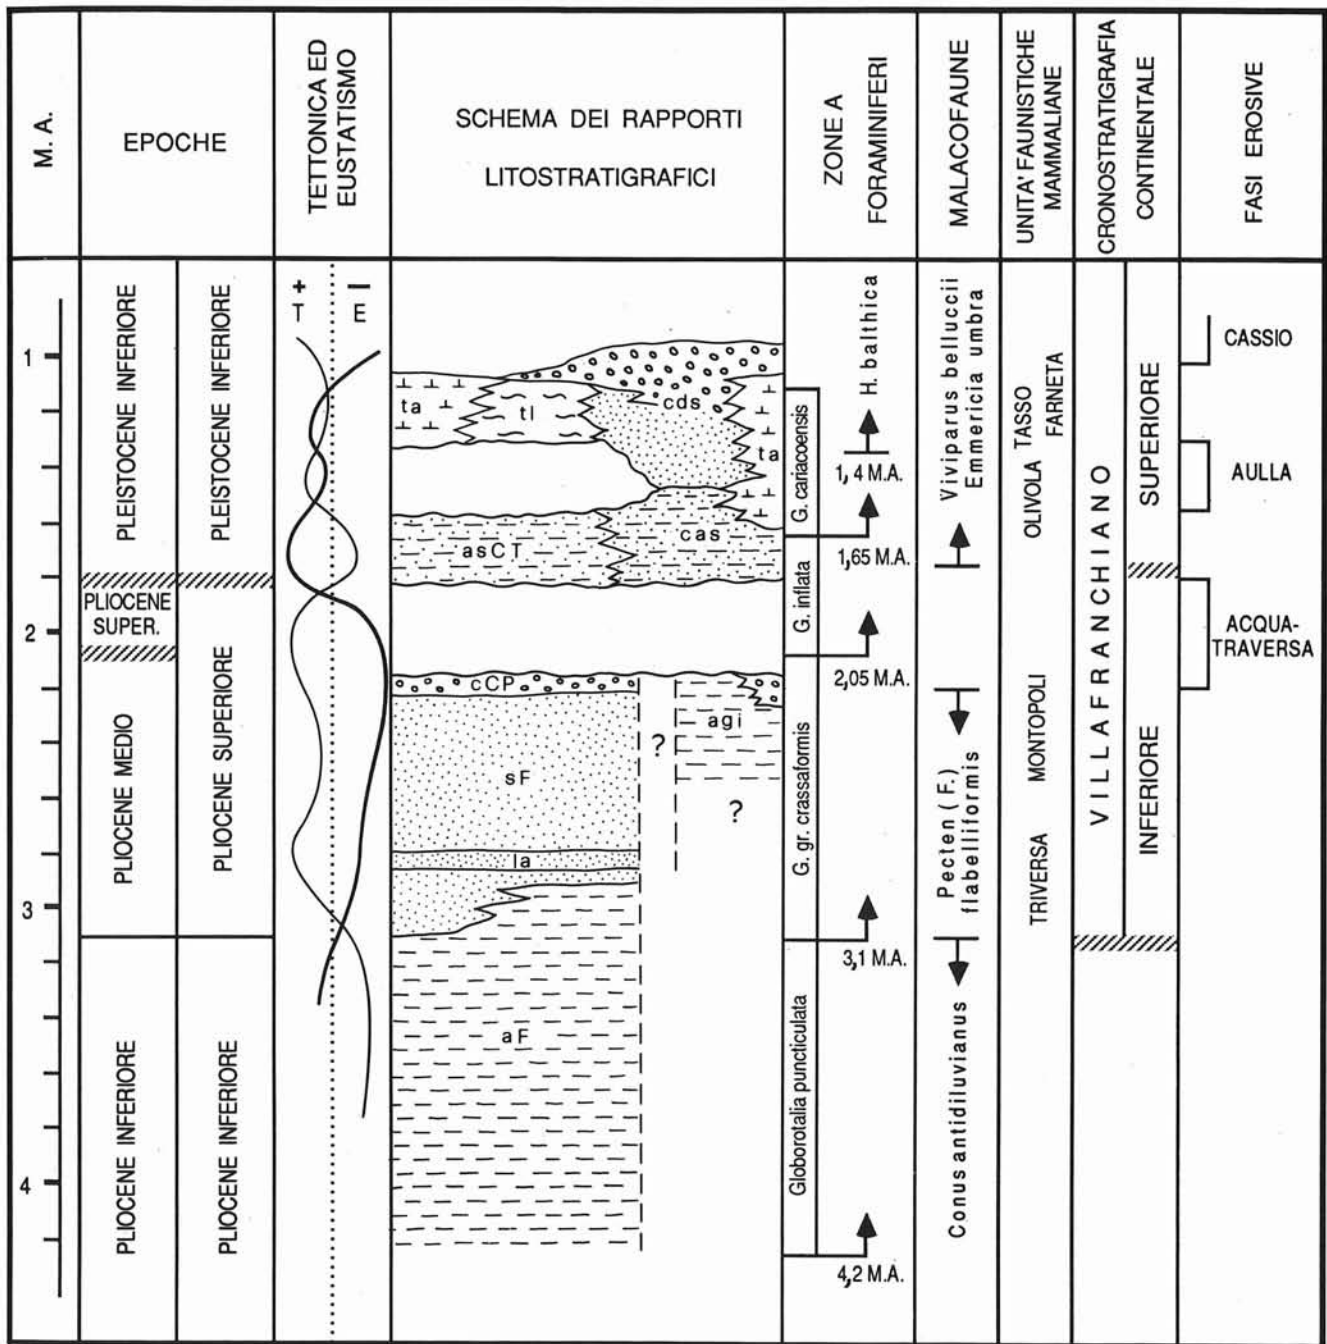 M. A.
EPOCHE
TETTONICA ED
EUSTATISMO
SCHEMA DEI RAPPORTI
LITOSTRATIGRAFICI
ZONE A
FORAMINIFERI
MALACOFAUNE
UNITA' FAUNISTICHE
MAMMALIANE
CRONOSTRATIGRAFIA
CONTINENTALE
FASI EROSIVE
1
2
3
4
PLEISTOCENE INFERIORE
PLIOCENE
SUPER.
PLIOCENE MEDIO
PLIOCENE INFERIORE
PLEISTOCENE INFERIORE
PLIOCENE SUPERIORE
PLIOCENE INFERIORE
+ −
T E
ta
tl
cds
ta
asCT
cas
cCP
agi
sF
?
?
la
aF
G. cariacoensis
G. inflata
G. gr. crassaformis
Globorotalia puncticulata
H. balthica
1,4 M.A.
1,65 M.A.
2,05 M.A.
3,1 M.A.
4,2 M.A.
Viviparus bellucii
Emmericia umbra
Pecten (F.)
flabelliformis
Conus antidiluvianus
TASSO
FARNETA
OLIVOLA
MONTOPOLI
TRIVERSA
VILLAFRANCHIANO
SUPERIORE
INFERIORE
CASSIO
AULLA
ACQUA-
TRAVERSA